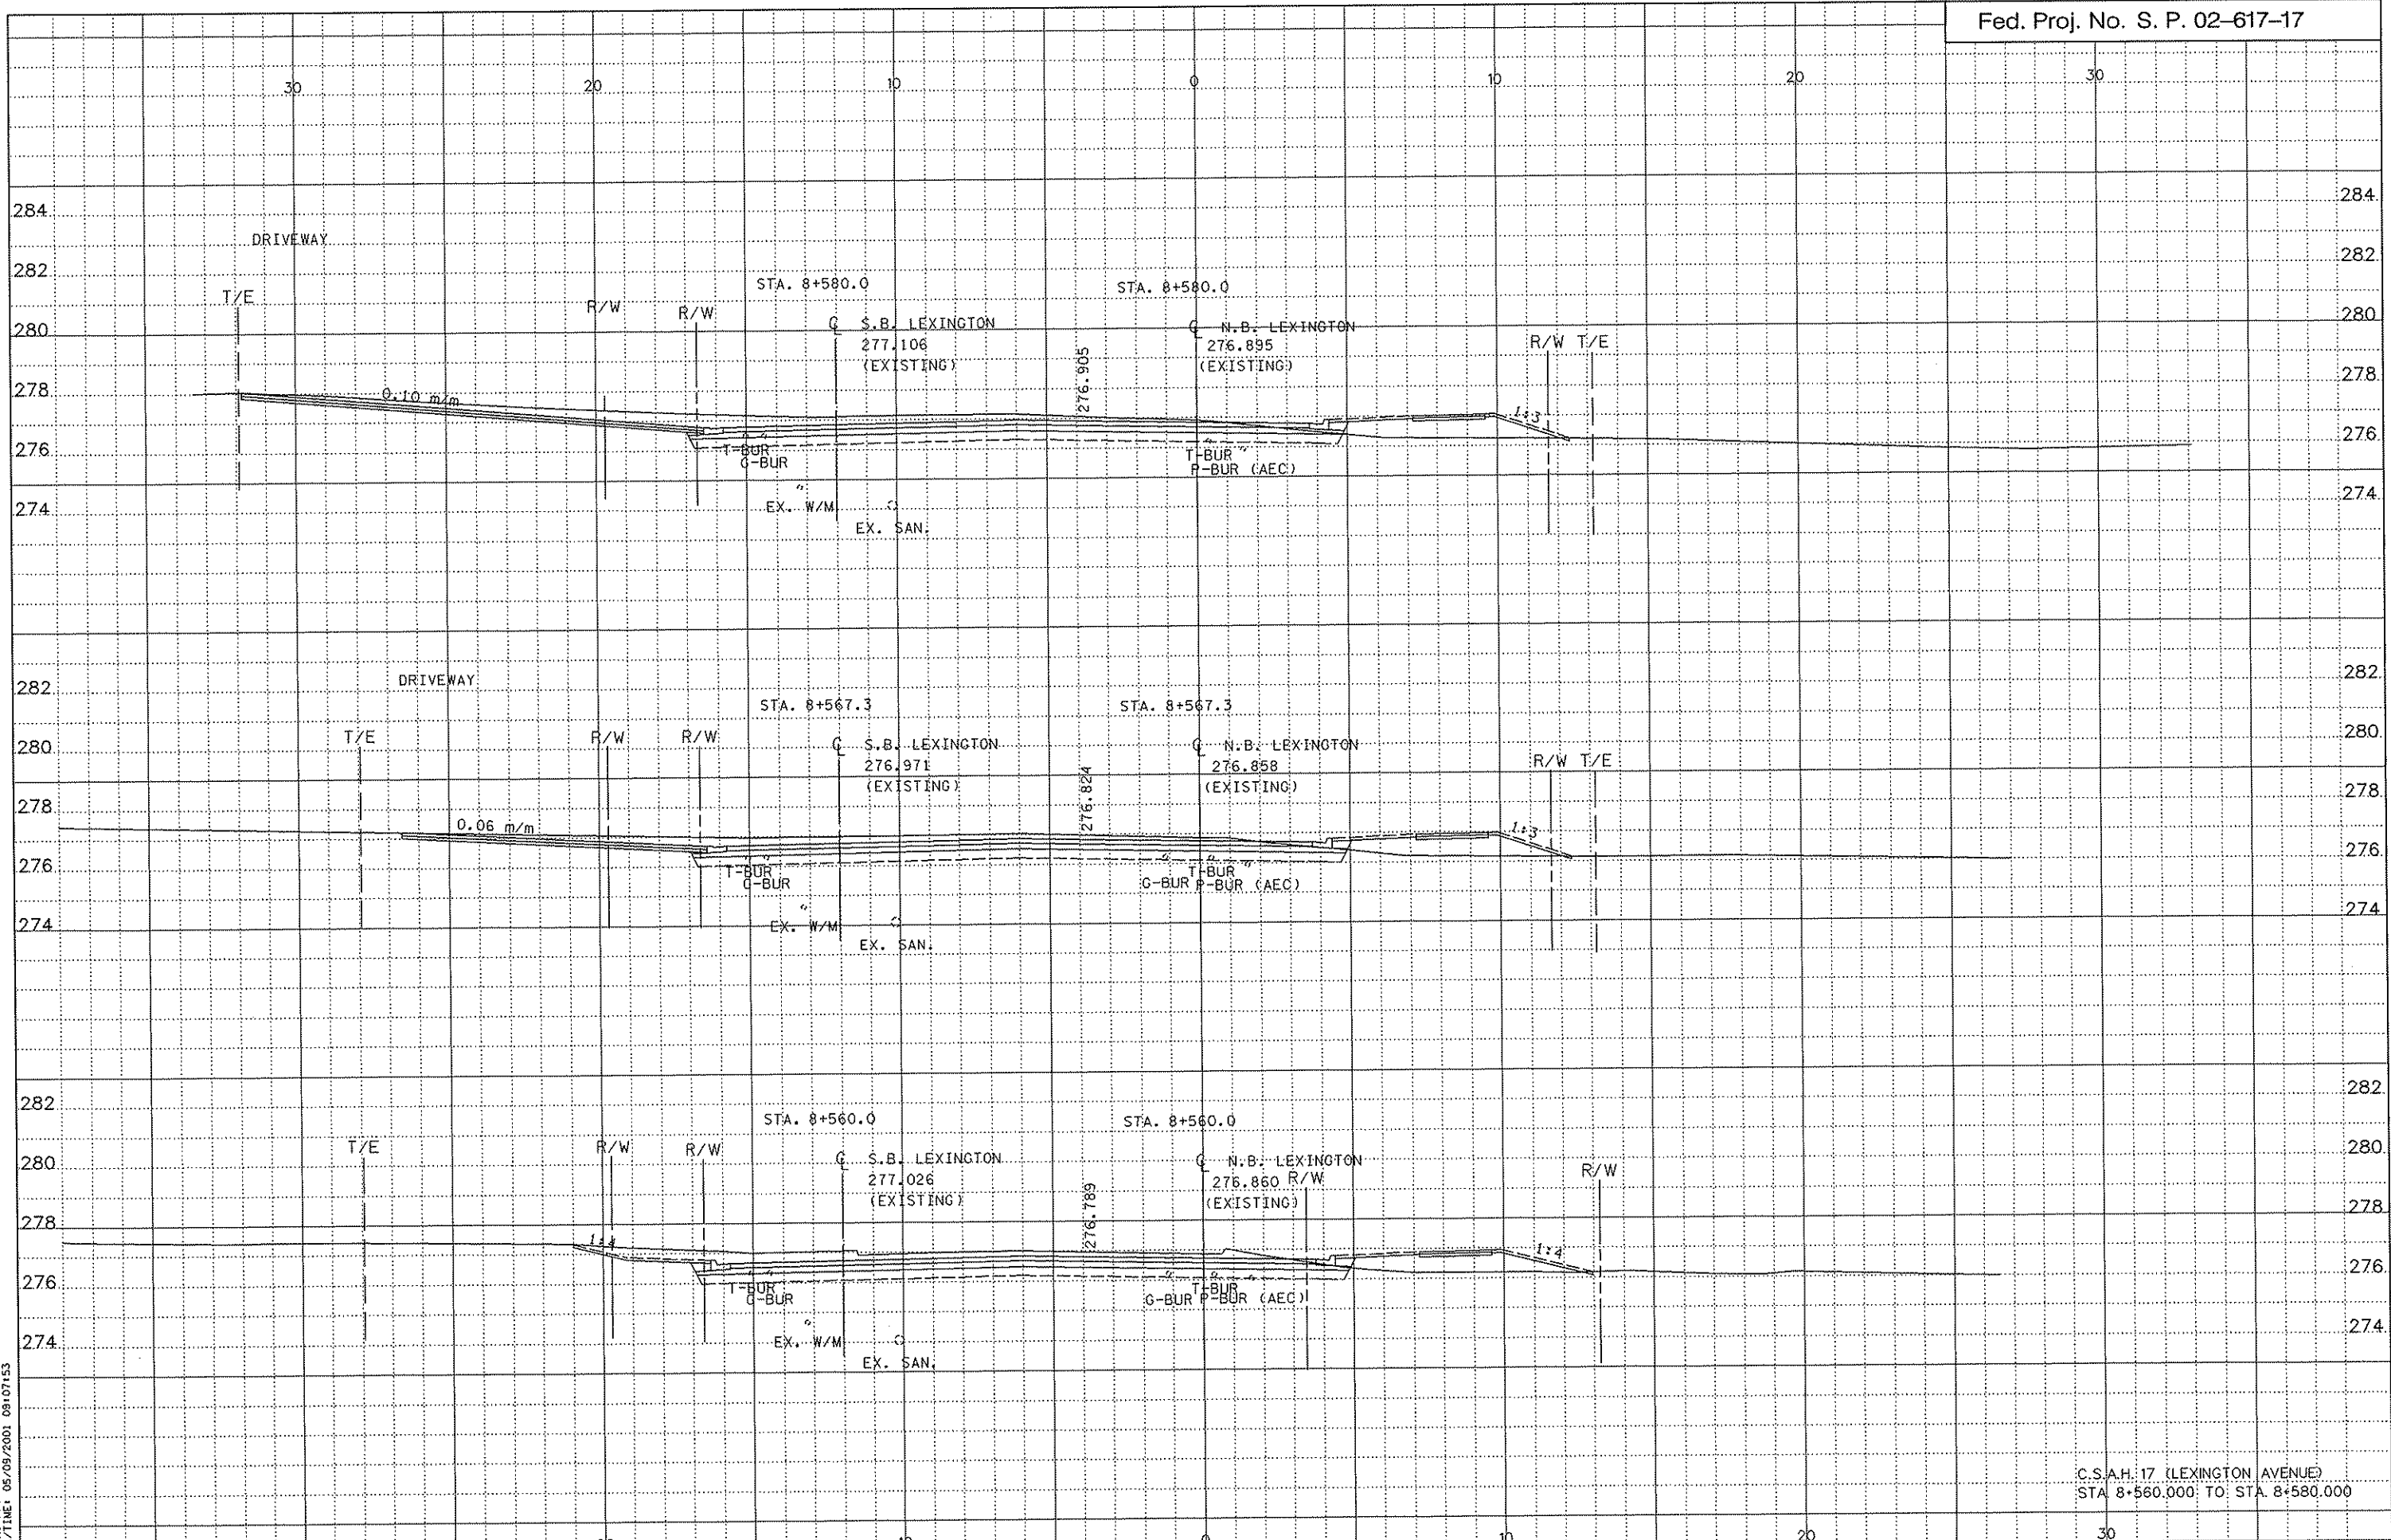 Fed. Proj. No. S. P. 02-617-17
30 20 10 0 10 20 30
284 284
DRIVEWAY
282 282
T/E R/W R/W STA. 8+580.0 STA. 8+580.0
280 ℄ S.B. LEXINGTON ℄ N.B. LEXINGTON 280
277.106 276.905 276.895 R/W T/E
(EXISTING) (EXISTING)
278 0.10 m/m 278
1:3
276 T-BUR T-BUR 276
G-BUR P-BUR (AEC)
274 EX. W/M 274
EX. SAN.
DRIVEWAY
282 282
STA. 8+567.3 STA. 8+567.3
T/E R/W R/W
280 ℄ S.B. LEXINGTON ℄ N.B. LEXINGTON 280
276.971 276.824 276.858 R/W T/E
(EXISTING) (EXISTING)
278 278
0.06 m/m 1:3
276 T-BUR T-BUR 276
G-BUR G-BUR P-BUR (AEC)
274 EX. W/M 274
EX. SAN.
282 282
STA. 8+560.0 STA. 8+560.0
T/E R/W R/W
280 ℄ S.B. LEXINGTON ℄ N.B. LEXINGTON 280
277.026 276.789 276.860 R/W R/W
(EXISTING) (EXISTING)
278 278
1:4 1:4
276 T-BUR T-BUR 276
G-BUR G-BUR P-BUR (AEC)
274 EX. W/M 274
EX. SAN.
/TIME: 05/09/2001 09:07:53
C.S.A.H. 17 (LEXINGTON AVENUE)
STA. 8+560.000 TO STA. 8+580.000
0 10 20 30